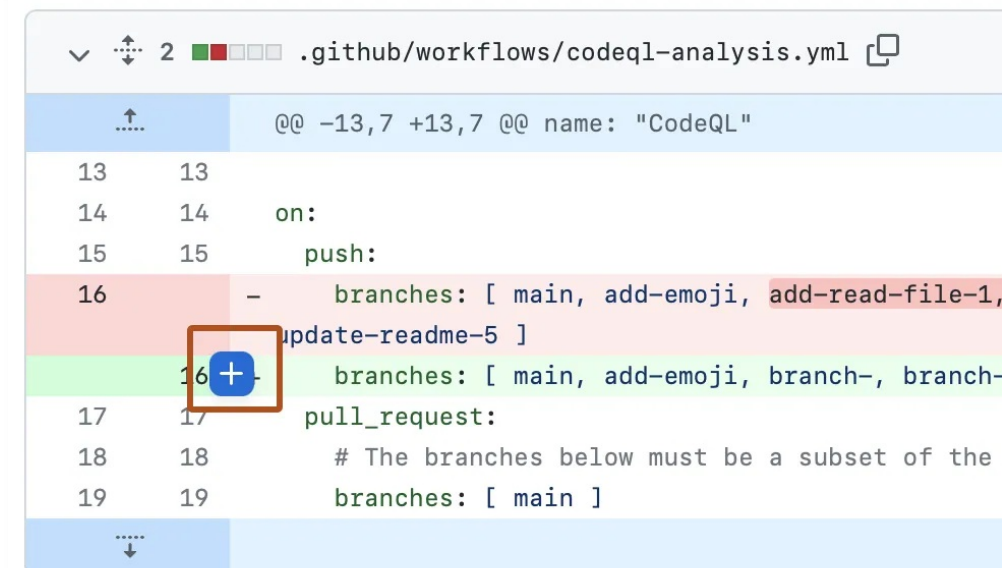 2 .github/workflows/codeql-analysis.yml
@@ -13,7 +13,7 @@ name: "CodeQL"
13 13
14 14 on:
15 15 push:
16 - branches: [ main, add-emoji, add-read-file-1,
update-readme-5 ]
16 + branches: [ main, add-emoji, branch-, branch-
17 17 pull_request:
18 18 # The branches below must be a subset of the
19 19 branches: [ main ]